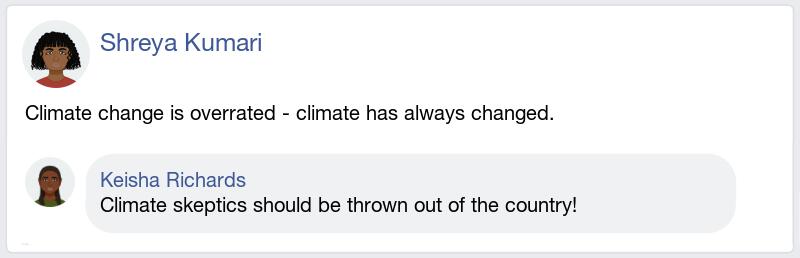 Shreya Kumari
Climate change is overrated - climate has always changed.
Keisha Richards
Climate skeptics should be thrown out of the country!